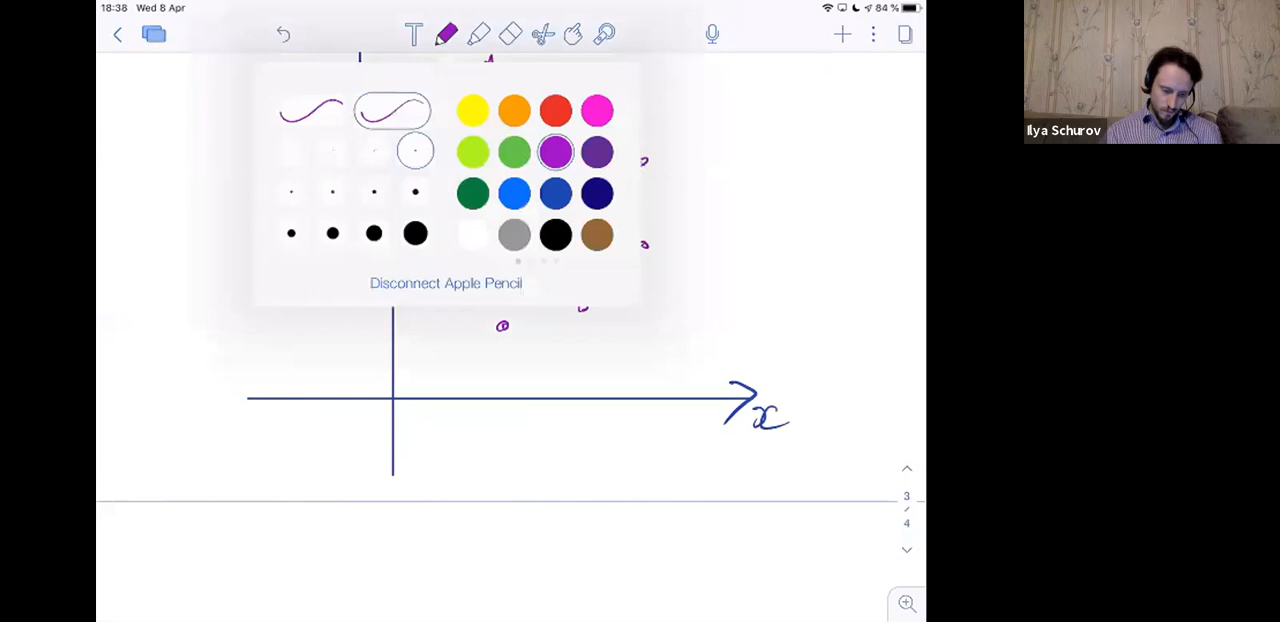 18:38 Wed 8 Apr
84 %
T
Ilya Schurov
Disconnect Apple Pencil
x
3
/
4